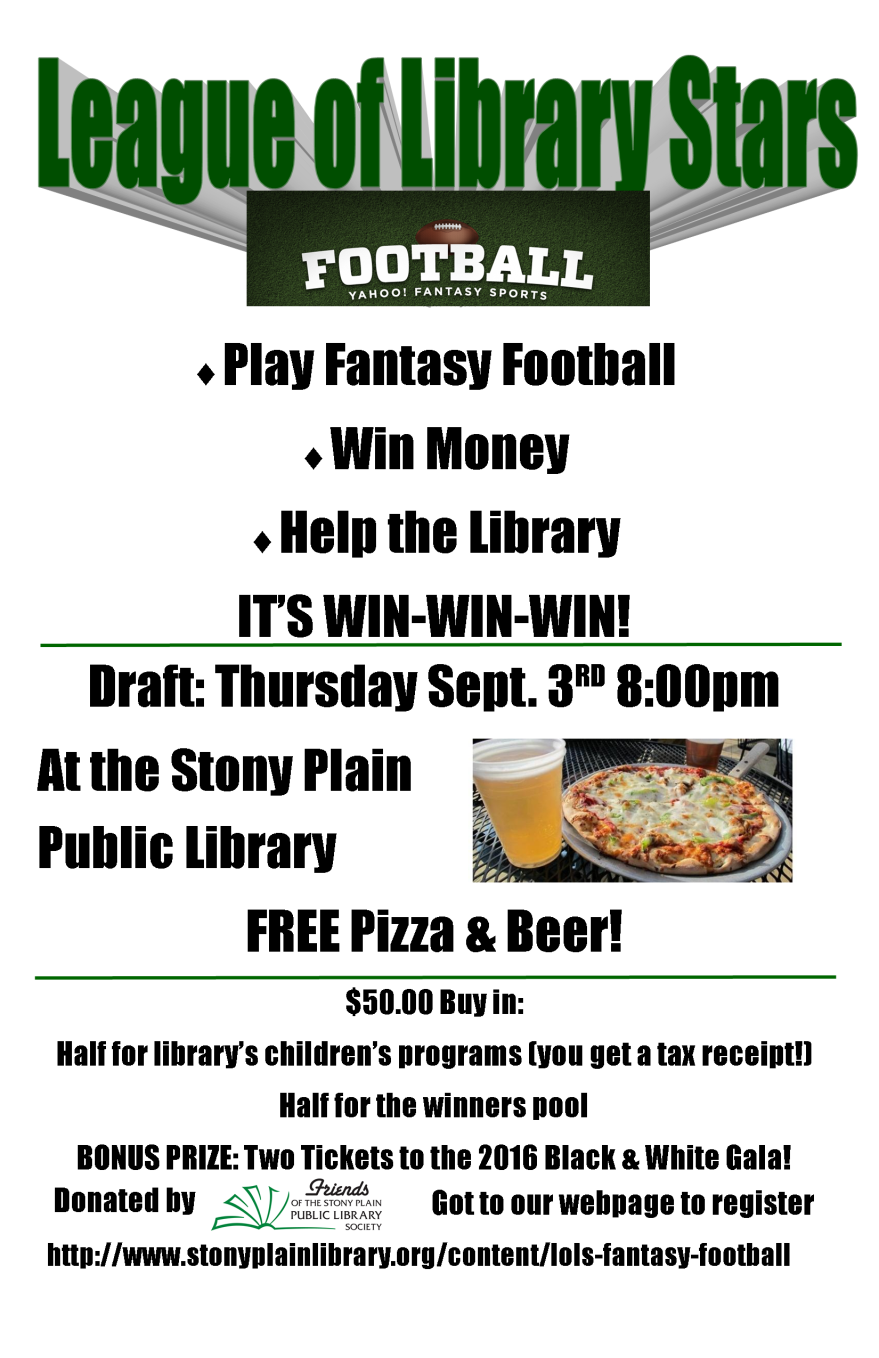 League of Library Stars
FOOTBALL
YAHOO! FANTASY SPORTS
♦ Play Fantasy Football
♦ Win Money
♦ Help the Library
IT’S WIN-WIN-WIN!
Draft: Thursday Sept. 3RD 8:00pm
At the Stony Plain
Public Library
FREE Pizza & Beer!
$50.00 Buy in:
Half for library’s children’s programs (you get a tax receipt!)
Half for the winners pool
BONUS PRIZE: Two Tickets to the 2016 Black & White Gala!
Donated by
Friends
OF THE STONY PLAIN
PUBLIC LIBRARY
SOCIETY
Got to our webpage to register
http://www.stonyplainlibrary.org/content/lols-fantasy-football